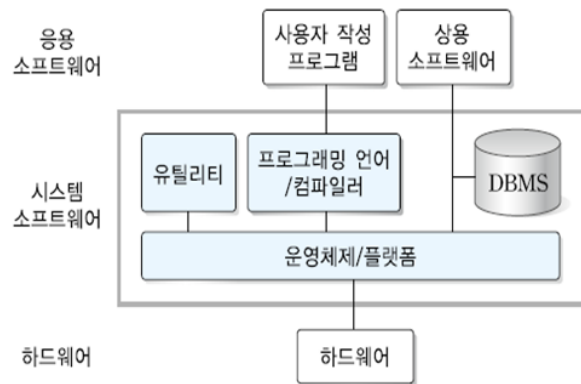 응용
소프트웨어
사용자 작성
프로그램
상용
소프트웨어
시스템
소프트웨어
유틸리티
프로그래밍 언어
/컴파일러
DBMS
운영체제/플랫폼
하드웨어
하드웨어